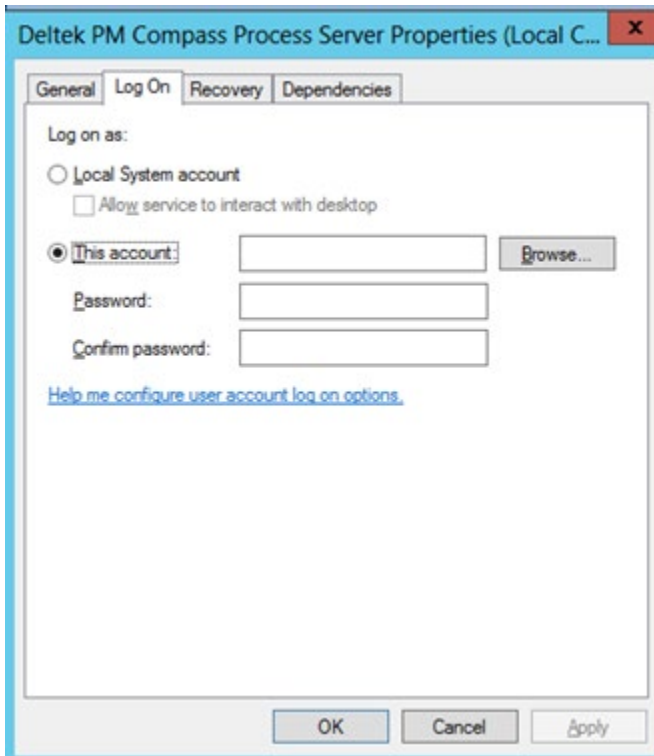 Deltek PM Compass Process Server Properties (Local C... x
General Log On Recovery Dependencies
Log on as:
Local System account
Allow service to interact with desktop
This account: Browse...
Password:
Confirm password:
Help me configure user account log on options.
OK Cancel Apply